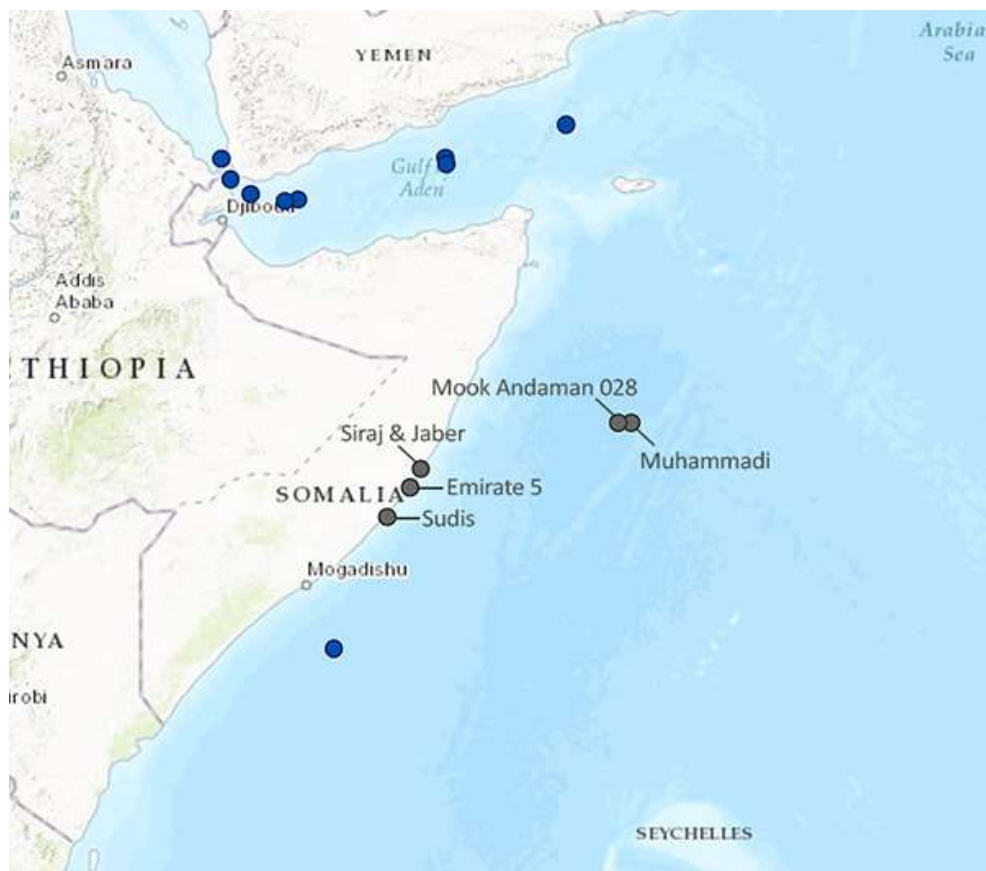 Arabia
Sea
YEMEN
Asmara
Gulf
Aden
Djibouti
Addis
Ababa
THIOPIA
Mook Andaman 028
Siraj & Jaber
Muhammadi
Emirate 5
SOMALIA
Sudis
Mogadishu
NYA
irobi
SEYCHELLES